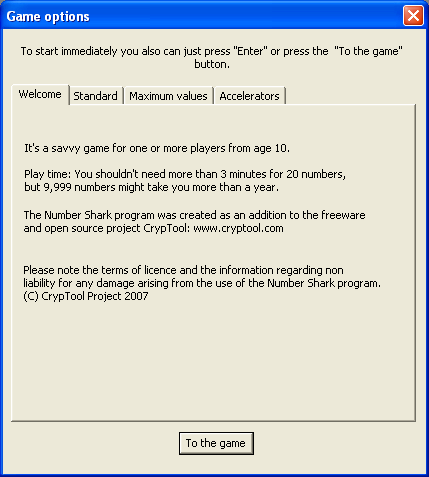 Game options
To start immediately you also can just press "Enter" or press the  "To the game"
button.
Welcome
Standard
Maximum values
Accelerators
It's a savvy game for one or more players from age 10.
Play time: You shouldn't need more than 3 minutes for 20 numbers,
but 9,999 numbers might take you more than a year.
The Number Shark program was created as an addition to the freeware
and open source project CrypTool: www.cryptool.com
Please note the terms of licence and the information regarding non
liability for any damage arising from the use of the Number Shark program.
(C) CrypTool Project 2007
To the game